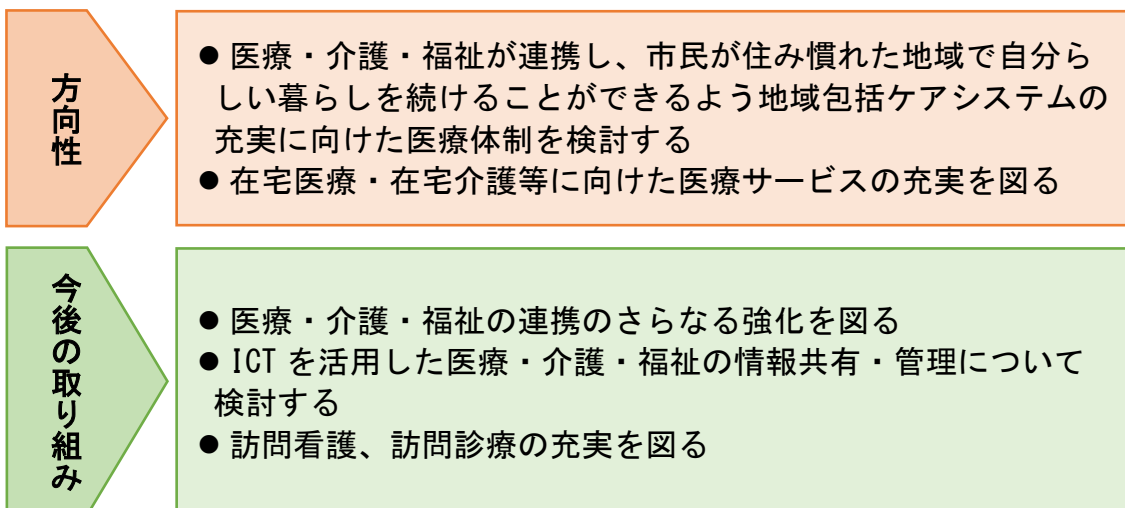 方向性
● 医療・介護・福祉が連携し、市民が住み慣れた地域で自分ら
しい暮らしを続けることができるよう地域包括ケアシステムの
充実に向けた医療体制を検討する
● 在宅医療・在宅介護等に向けた医療サービスの充実を図る
今後の取り組み
● 医療・介護・福祉の連携のさらなる強化を図る
● ICT を活用した医療・介護・福祉の情報共有・管理について
検討する
● 訪問看護、訪問診療の充実を図る